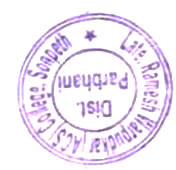 Late. Ramesh Warpudkar (ACS) College, Sonpeth
Dist.
Parbhani